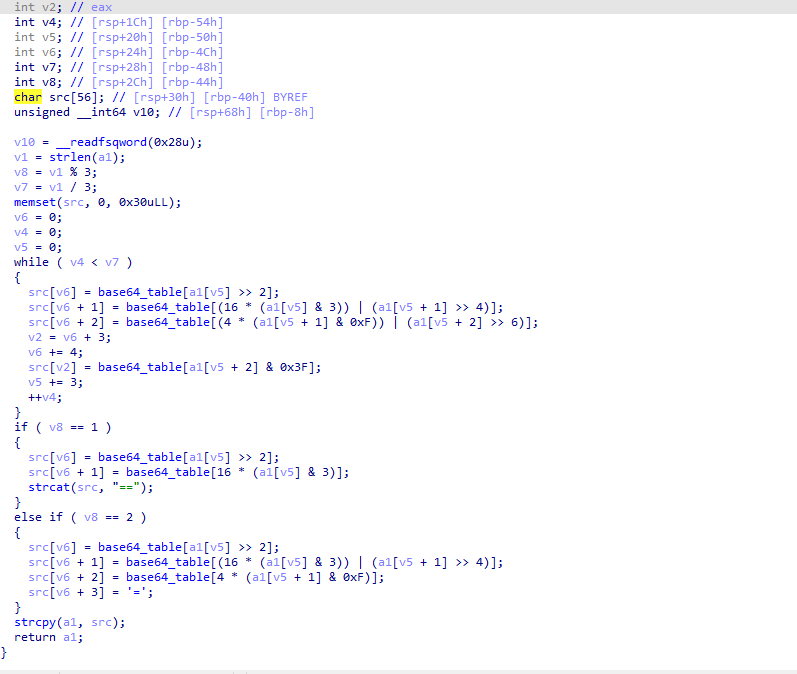 int v2; // eax
int v4; // [rsp+1Ch] [rbp-54h]
int v5; // [rsp+20h] [rbp-50h]
int v6; // [rsp+24h] [rbp-4Ch]
int v7; // [rsp+28h] [rbp-48h]
int v8; // [rsp+2Ch] [rbp-44h]
char src[56]; // [rsp+30h] [rbp-40h] BYREF
unsigned __int64 v10; // [rsp+68h] [rbp-8h]
v10 = __readfsqword(0x28u);
v1 = strlen(a1);
v8 = v1 % 3;
v7 = v1 / 3;
memset(src, 0, 0x30uLL);
v6 = 0;
v4 = 0;
v5 = 0;
while ( v4 < v7 )
{
src[v6] = base64_table[a1[v5] >> 2];
src[v6 + 1] = base64_table[(16 * (a1[v5] & 3)) | (a1[v5 + 1] >> 4)];
src[v6 + 2] = base64_table[(4 * (a1[v5 + 1] & 0xF)) | (a1[v5 + 2] >> 6)];
v2 = v6 + 3;
v6 += 4;
src[v2] = base64_table[a1[v5 + 2] & 0x3F];
v5 += 3;
++v4;
}
if ( v8 == 1 )
{
src[v6] = base64_table[a1[v5] >> 2];
src[v6 + 1] = base64_table[16 * (a1[v5] & 3)];
strcat(src, "==");
}
else if ( v8 == 2 )
{
src[v6] = base64_table[a1[v5] >> 2];
src[v6 + 1] = base64_table[(16 * (a1[v5] & 3)) | (a1[v5 + 1] >> 4)];
src[v6 + 2] = base64_table[4 * (a1[v5 + 1] & 0xF)];
src[v6 + 3] = '=';
}
strcpy(a1, src);
return a1;
}